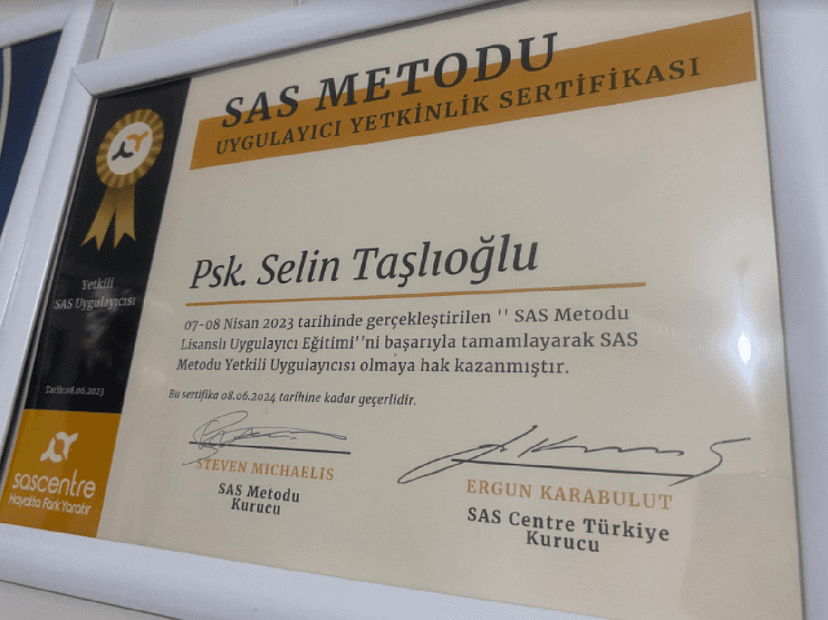 SAS METODU
UYGULAYICI YETKİNLİK SERTİFİKASI
Yetkili
SAS Uygulayıcısı
Tarih:08.06.2023
sascentre
Hayatta Fark Yaratır
Psk. Selin Taşlıoğlu
07-08 Nisan 2023 tarihinde gerçekleştirilen '' SAS Metodu
Lisanslı Uygulayıcı Eğitimi''ni başarıyla tamamlayarak SAS
Metodu Yetkili Uygulayıcısı olmaya hak kazanmıştır.
Bu sertifika 08.06.2024 tarihine kadar geçerlidir.
STEVEN MICHAELIS
SAS Metodu
Kurucu
ERGUN KARABULUT
SAS Centre Türkiye
Kurucu